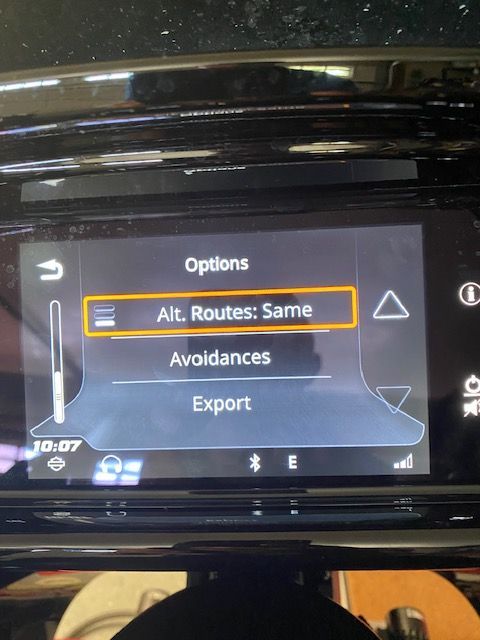 Options
Alt. Routes: Same
Avoidances
Export
10:07
E